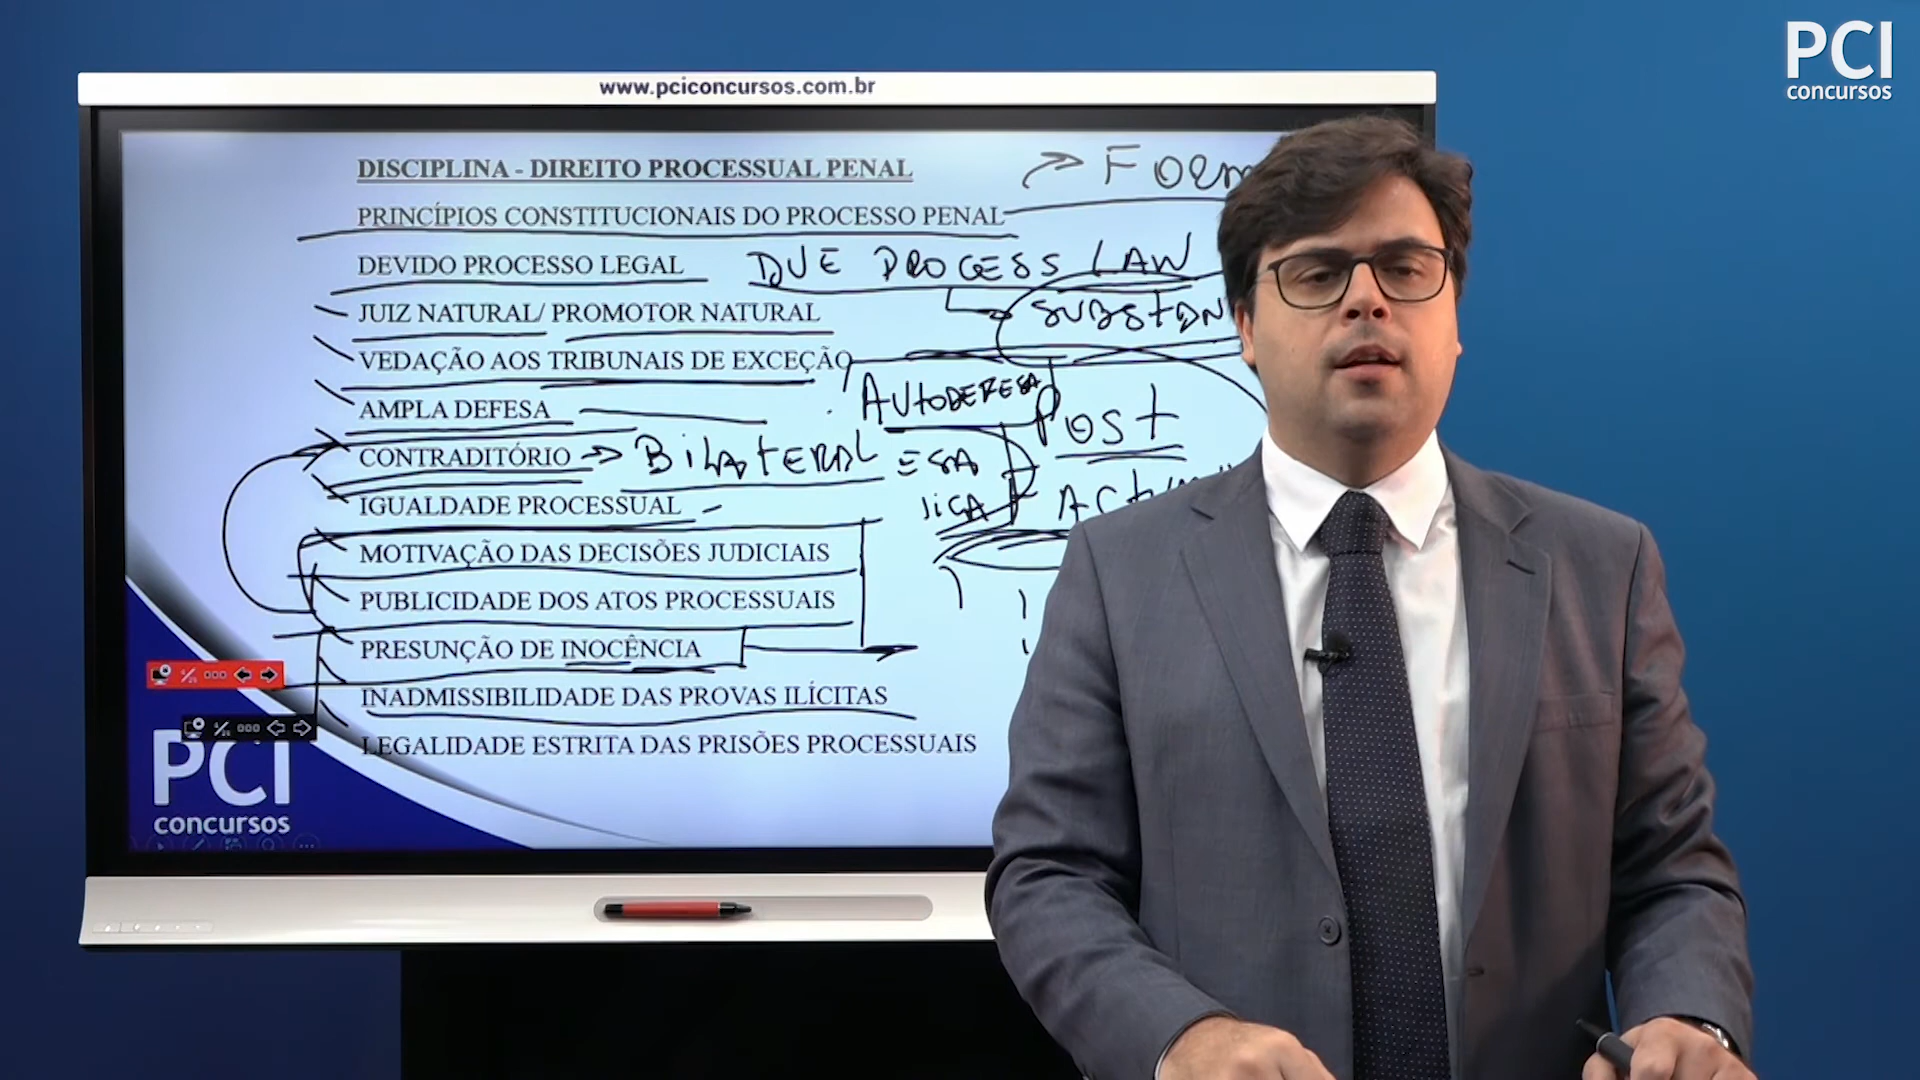 PCI
concursos
www.pciconcursos.com.br
DISCIPLINA - DIREITO PROCESSUAL PENAL
PRINCÍPIOS CONSTITUCIONAIS DO PROCESSO PENAL
DEVIDO PROCESSO LEGAL DUE PROCESS LAW
JUIZ NATURAL/ PROMOTOR NATURAL
VEDAÇÃO AOS TRIBUNAIS DE EXCEÇÃO
AUTODEFESA
AMPLA DEFESA
POST
CONTRADITÓRIO BILATERAL
IGUALDADE PROCESSUAL
MOTIVAÇÃO DAS DECISÕES JUDICIAIS
PUBLICIDADE DOS ATOS PROCESSUAIS
PRESUNÇÃO DE INOCÊNCIA
INADMISSIBILIDADE DAS PROVAS ILÍCITAS
LEGALIDADE ESTRITA DAS PRISÕES PROCESSUAIS
PCI
concursos